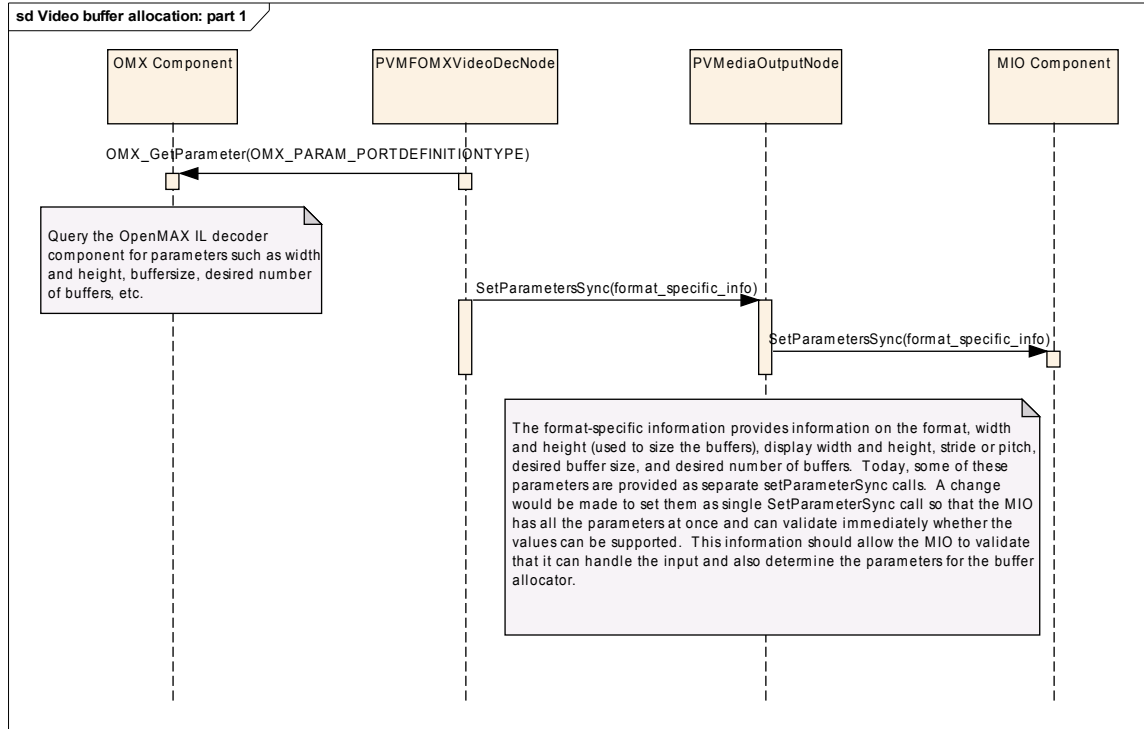 sd Video buffer allocation: part 1
OMX Component
PVMFOMXVideoDecNode
PVMediaOutputNode
MIO Component
OMX_GetParameter(OMX_PARAM_PORTDEFINITIONTYPE)
Query the OpenMAX IL decoder
component for parameters such as width
and height, buffersize, desired number
of buffers, etc.
SetParametersSync(format_specific_info)
SetParametersSync(format_specific_info)
The format-specific information provides information on the format, width
and height (used to size the buffers), display width and height, stride or pitch,
desired buffer size, and desired number of buffers. Today, some of these
parameters are provided as separate setParameterSync calls. A change
would be made to set them as single SetParameterSync call so that the MIO
has all the parameters at once and can validate immediately whether the
values can be supported. This information should allow the MIO to validate
that it can handle the input and also determine the parameters for the buffer
allocator.